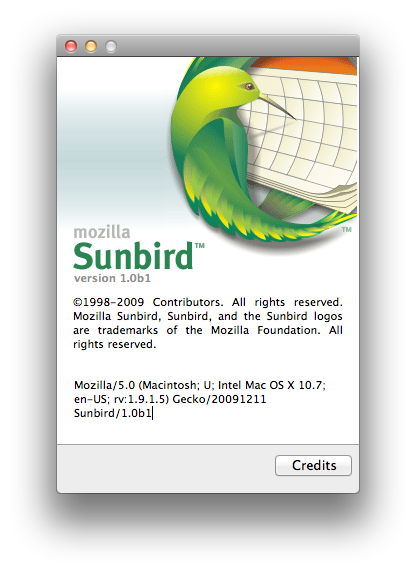 ™
mozilla
Sunbird™
version 1.0b1
©1998-2009 Contributors. All rights reserved.
Mozilla Sunbird, Sunbird, and the Sunbird logos
are trademarks of the Mozilla Foundation. All
rights reserved.
Mozilla/5.0 (Macintosh; U; Intel Mac OS X 10.7;
en-US; rv:1.9.1.5) Gecko/20091211
Sunbird/1.0b1
Credits